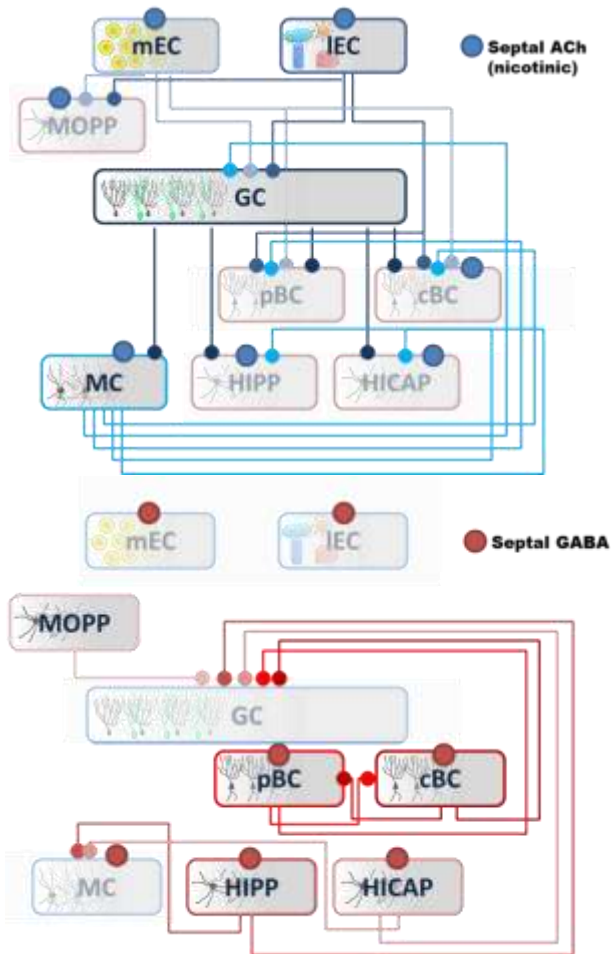 mEC
lEC
Septal ACh
(nicotinic)
MOPP
GC
pBC
cBC
MC
HIPP
HICAP
mEC
lEC
Septal GABA
MOPP
GC
pBC
cBC
MC
HIPP
HICAP